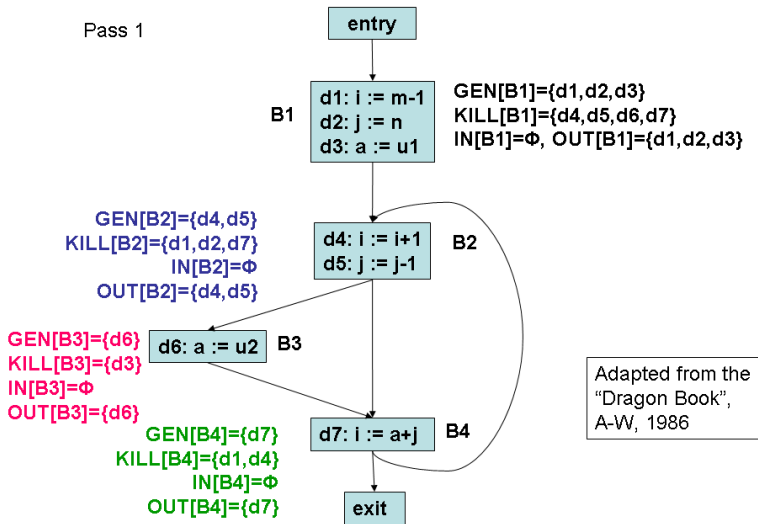 Pass 1
entry
B1
d1: i := m-1
d2: j := n
d3: a := u1
GEN[B1]={d1,d2,d3}
KILL[B1]={d4,d5,d6,d7}
IN[B1]=Φ, OUT[B1]={d1,d2,d3}
GEN[B2]={d4,d5}
KILL[B2]={d1,d2,d7}
IN[B2]=Φ
OUT[B2]={d4,d5}
d4: i := i+1
d5: j := j-1
B2
GEN[B3]={d6}
KILL[B3]={d3}
IN[B3]=Φ
OUT[B3]={d6}
d6: a := u2
B3
Adapted from the
“Dragon Book”,
A-W, 1986
GEN[B4]={d7}
KILL[B4]={d1,d4}
IN[B4]=Φ
OUT[B4]={d7}
d7: i := a+j
B4
exit